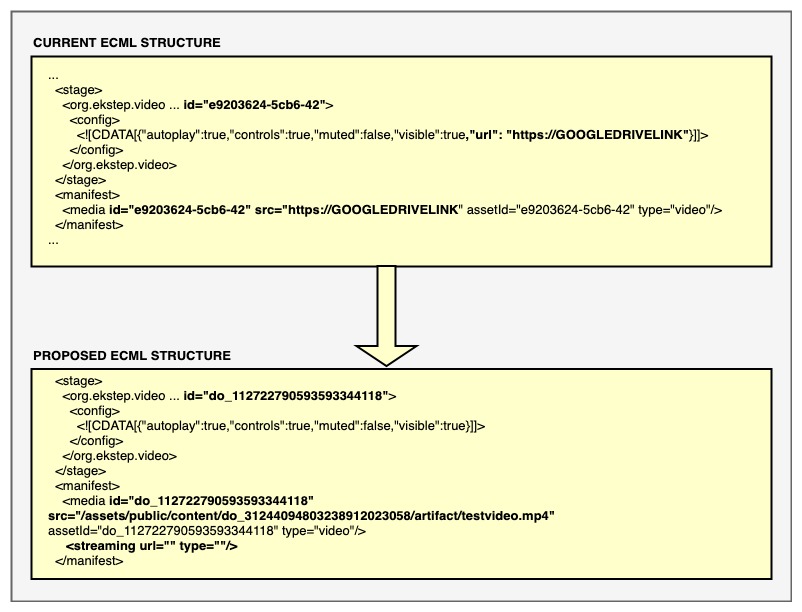 CURRENT ECML STRUCTURE
...
<stage>
<org.ekstep.video ... id="e9203624-5cb6-42">
<config>
<![CDATA[{"autoplay":true,"controls":true,"muted":false,"visible":true,"url": "https://GOOGLEDRIVELINK"}]]>
</config>
</org.ekstep.video>
</stage>
<manifest>
<media id="e9203624-5cb6-42" src="https://GOOGLEDRIVELINK" assetId="e9203624-5cb6-42" type="video"/>
</manifest>
...
PROPOSED ECML STRUCTURE
<stage>
<org.ekstep.video ... id="do_112722790593593344118">
<config>
<![CDATA[{"autoplay":true,"controls":true,"muted":false,"visible":true}]]>
</config>
</org.ekstep.video>
</stage>
<manifest>
<media id="do_112722790593593344118"
src="/assets/public/content/do_31244094803238912023058/artifact/testvideo.mp4"
assetId="do_112722790593593344118" type="video"/>
<streaming url="" type=""/>
</manifest>